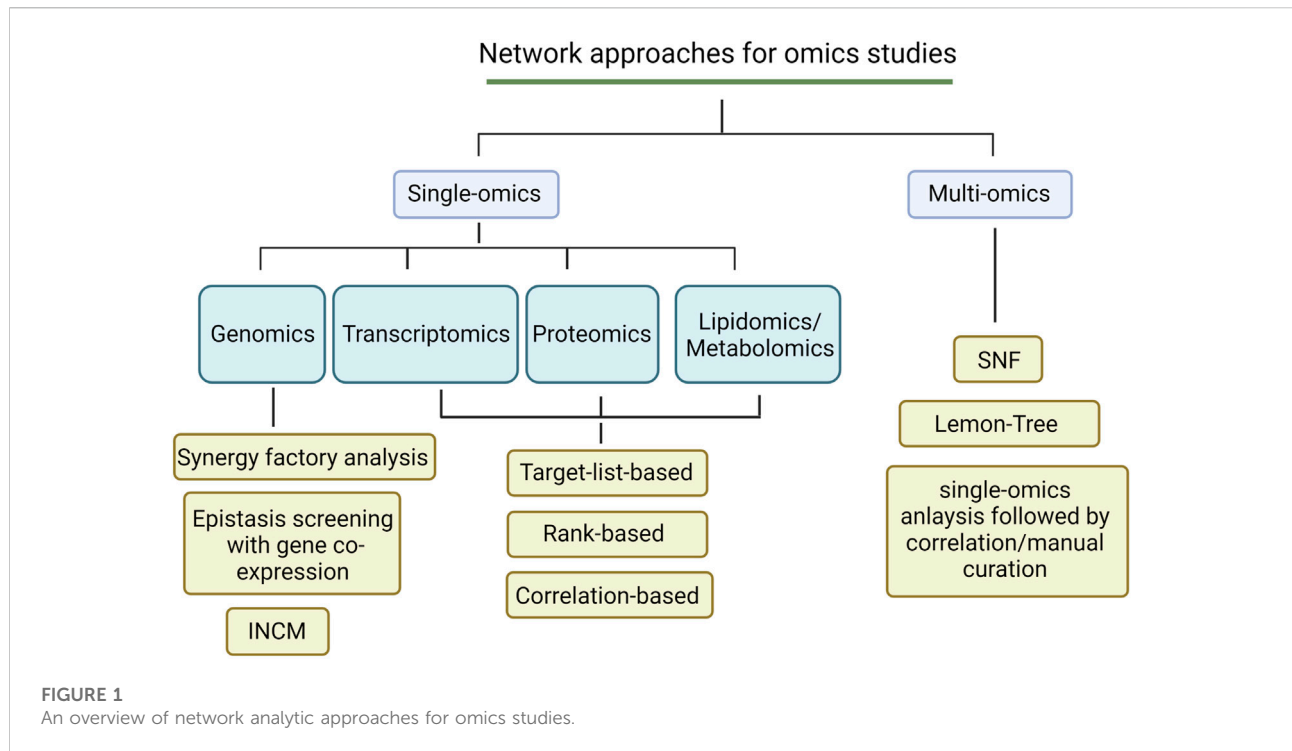 Network approaches for omics studies
Single-omics
Multi-omics
Genomics
Transcriptomics
Proteomics
Lipidomics/
Metabolomics
Synergy factory analysis
Epistasis screening
with gene co-
expression
INCM
Target-list-based
Rank-based
Correlation-based
SNF
Lemon-Tree
single-omics
anlaysis followed by
correlation/manual
curation
FIGURE 1
An overview of network analytic approaches for omics studies.